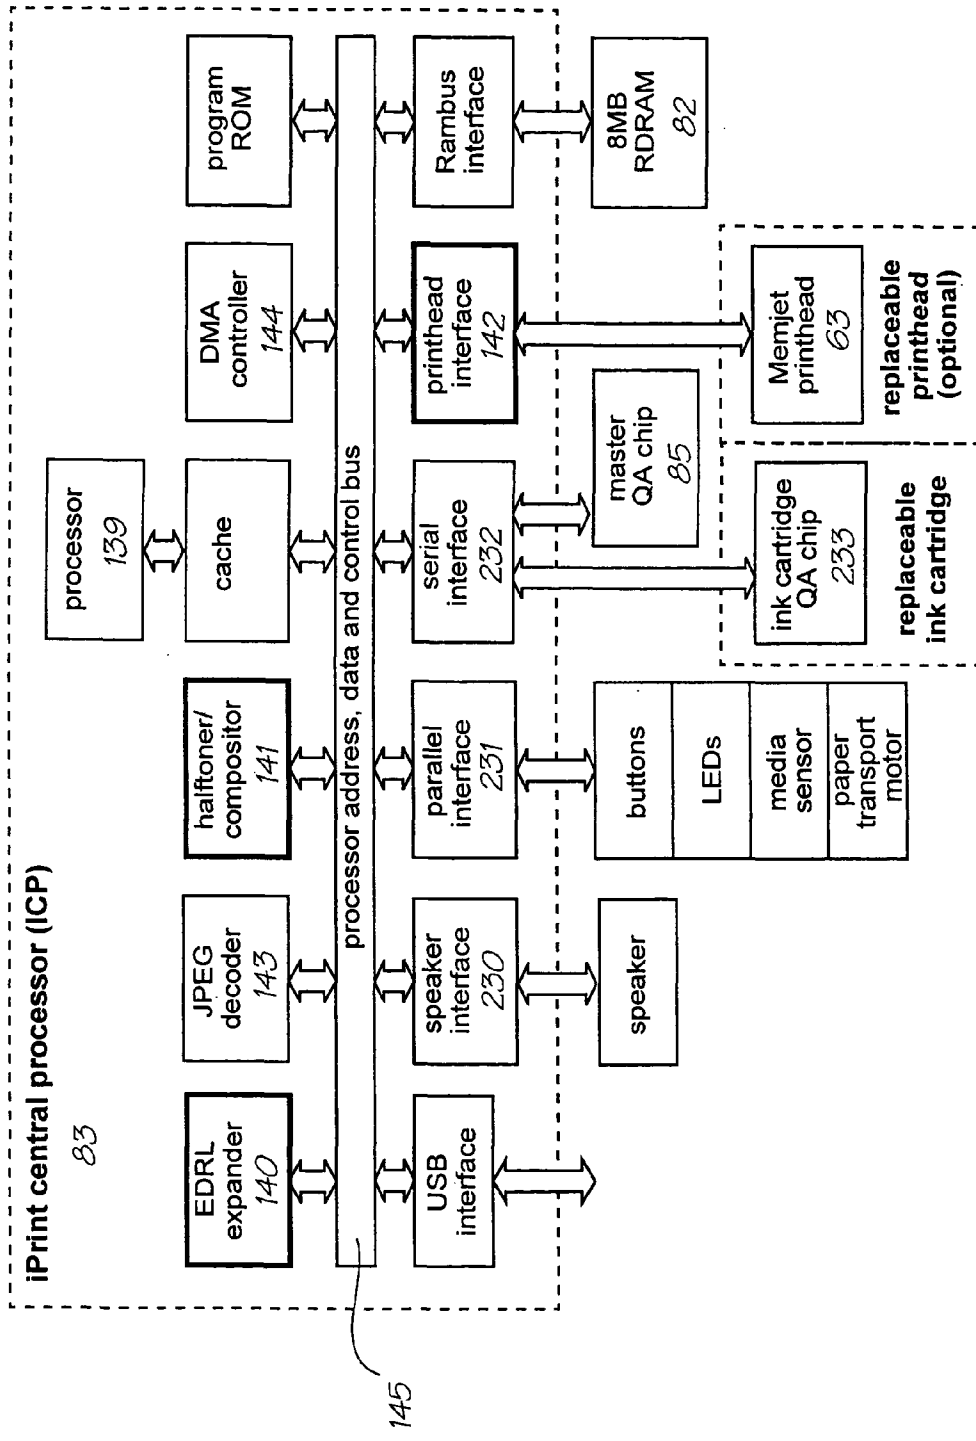 iPrint central processor (ICP)
83
processor
139
EDRL
expander
140
JPEG
decoder
143
halftoner/
compositor
141
cache
DMA
controller
144
program
ROM
processor address, data and control bus
145
USB
interface
speaker
interface
230
parallel
interface
231
serial
interface
232
printhead
interface
142
Rambus
interface
speaker
buttons
LEDs
media
sensor
paper
transport
motor
master
QA chip
85
8MB
RDRAM
82
ink cartridge
QA chip
233
replaceable
ink cartridge
Memjet
printhead
63
replaceable
printhead
(optional)